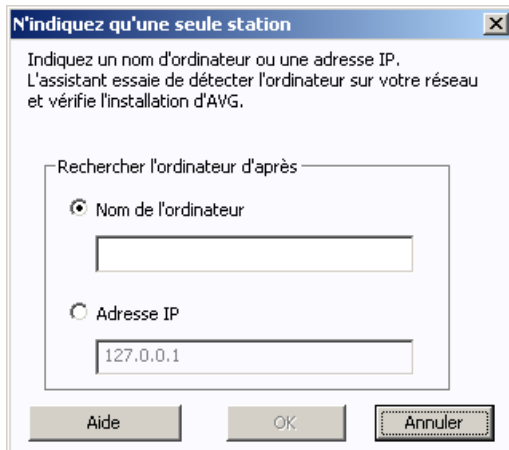 N'indiquez qu'une seule station
Indiquez un nom d'ordinateur ou une adresse IP.
L'assistant essaie de détecter l'ordinateur sur votre réseau
et vérifie l'installation d'AVG.
Rechercher l'ordinateur d'après
Nom de l'ordinateur
Adresse IP
127.0.0.1
Aide OK Annuler